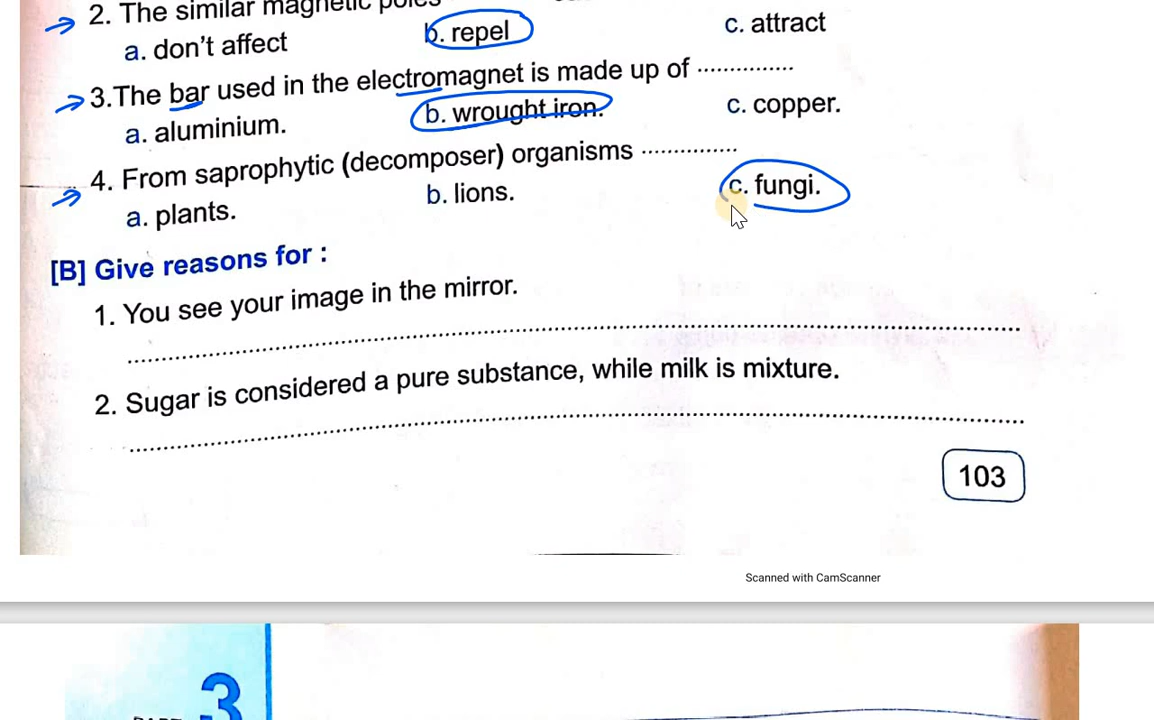 2. The similar magnetic poles
a. don't affect b. repel c. attract
3.The bar used in the electromagnet is made up of ...............
a. aluminium. b. wrought iron. c. copper.
4. From saprophytic (decomposer) organisms ...............
a. plants. b. lions. c. fungi.
[B] Give reasons for :
1. You see your image in the mirror.
2. Sugar is considered a pure substance, while milk is mixture.
103
Scanned with CamScanner
3